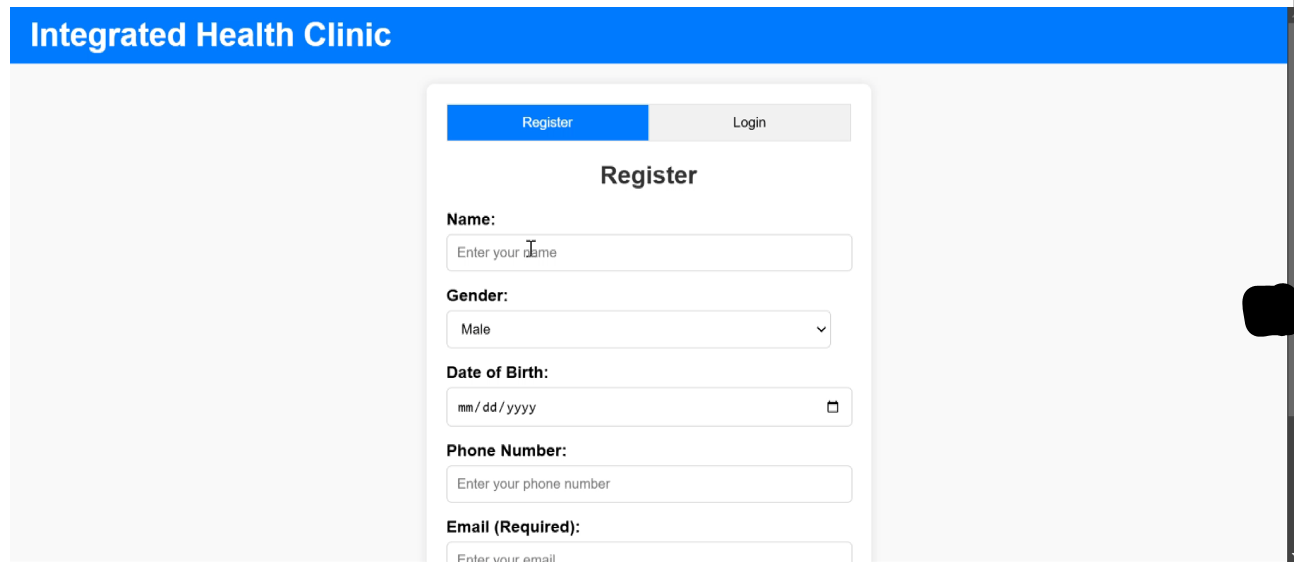 Integrated Health Clinic
Register Login
Register
Name:
Enter your name
Gender:
Male
Date of Birth:
mm/dd/yyyy
Phone Number:
Enter your phone number
Email (Required):
Enter your email